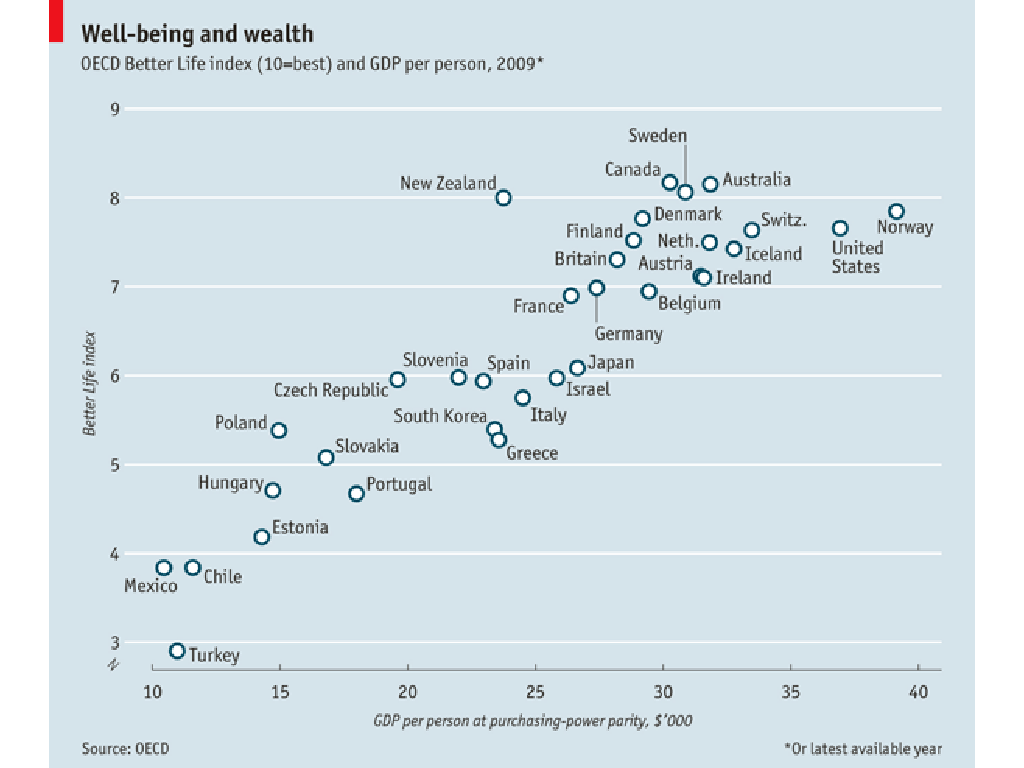 Well-being and wealth
OECD Better Life index (10=best) and GDP per person, 2009*
9
Sweden
Canada
Australia
New Zealand
8
Denmark
Switz.
Norway
Finland
Neth.
United
States
Iceland
Britain
Austria
Ireland
7
France
Belgium
Germany
Better Life index
Slovenia
Spain
Japan
6
Czech Republic
Israel
South Korea
Italy
Poland
Slovakia
Greece
5
Hungary
Portugal
Estonia
4
Mexico
Chile
3
Turkey
10 15 20 25 30 35 40
GDP per person at purchasing-power parity, $'000
Source: OECD
*Or latest available year